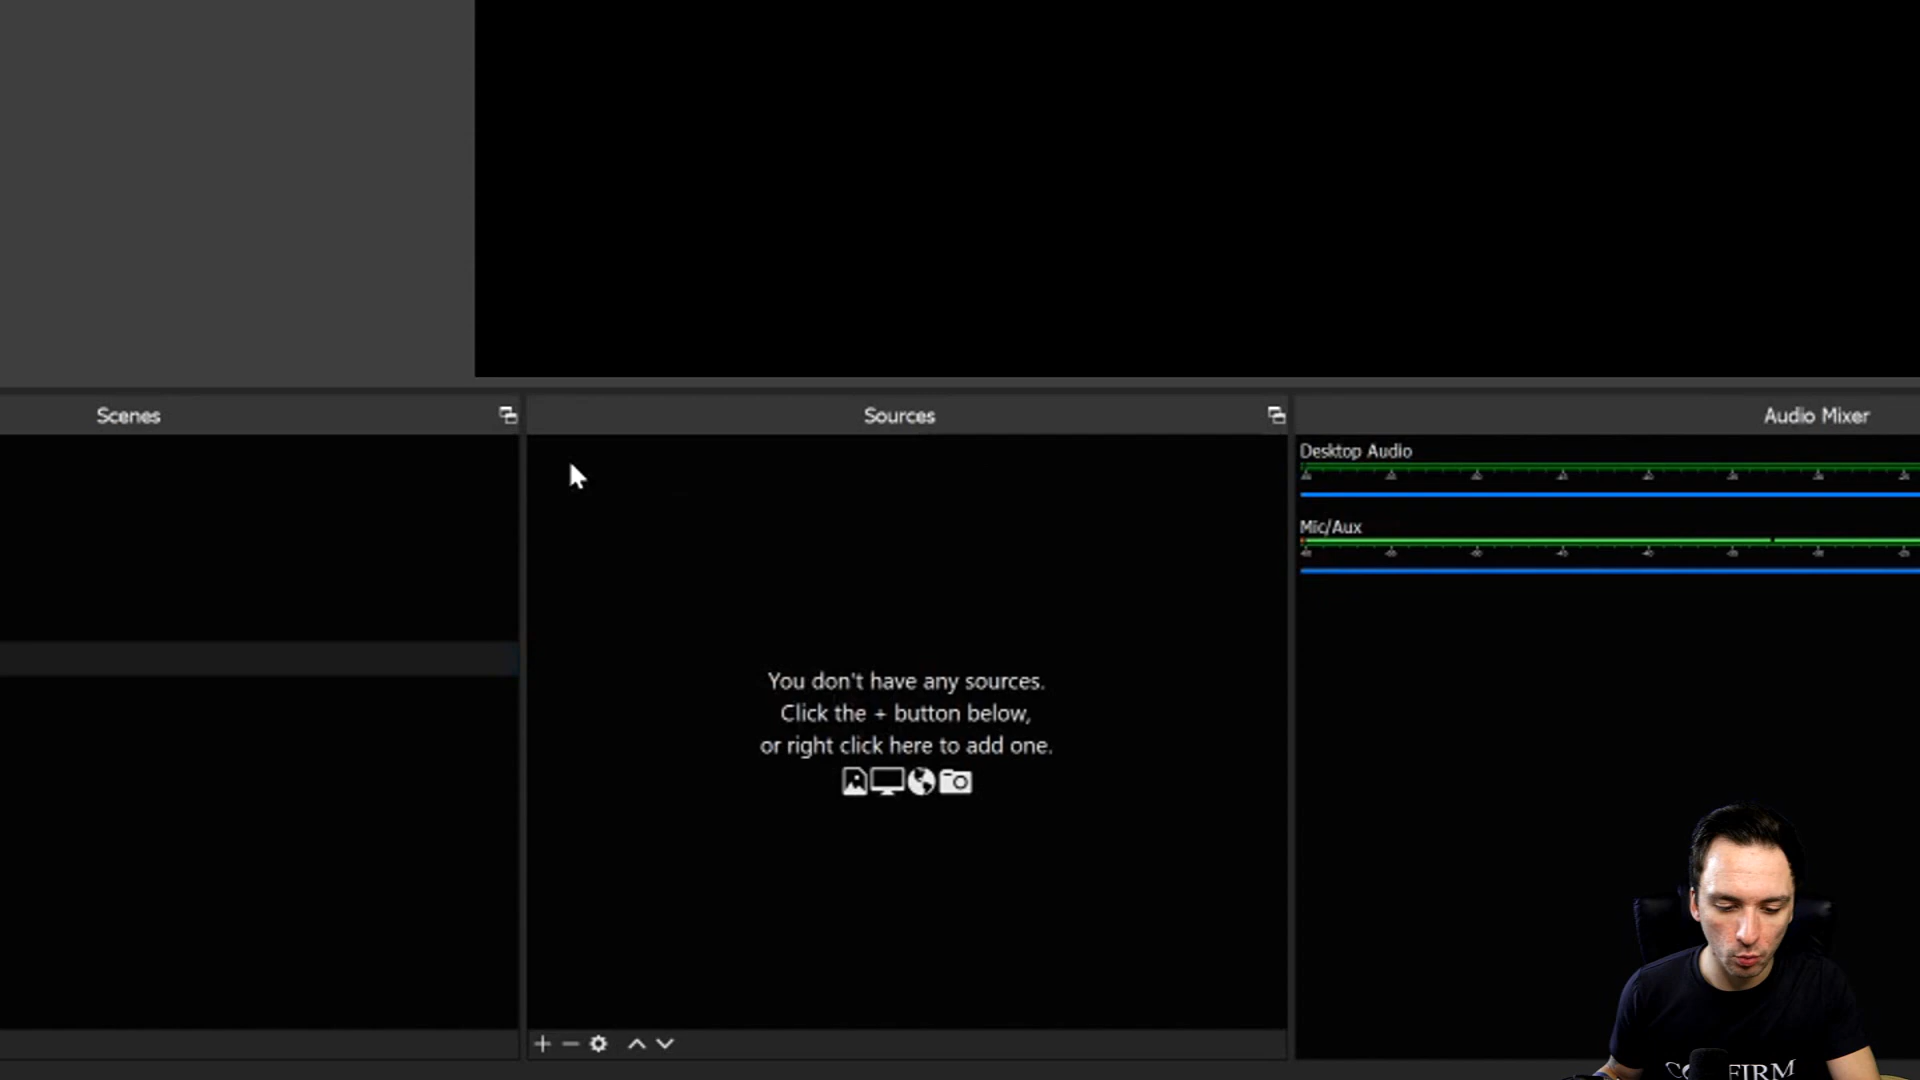 Scenes
Sources
Audio Mixer
Desktop Audio
Mic/Aux
You don't have any sources.
Click the + button below,
or right click here to add one.